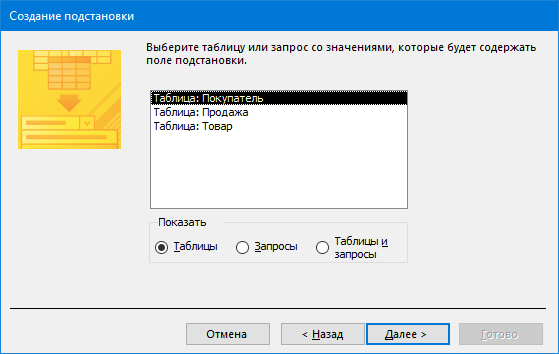 Создание подстановки
Выберите таблицу или запрос со значениями, которые будет содержать
поле подстановки.
Таблица: Покупатель
Таблица: Продажа
Таблица: Товар
Показать
Таблицы
Запросы
Таблицы и
запросы
Отмена
< Назад
Далее >
Готово